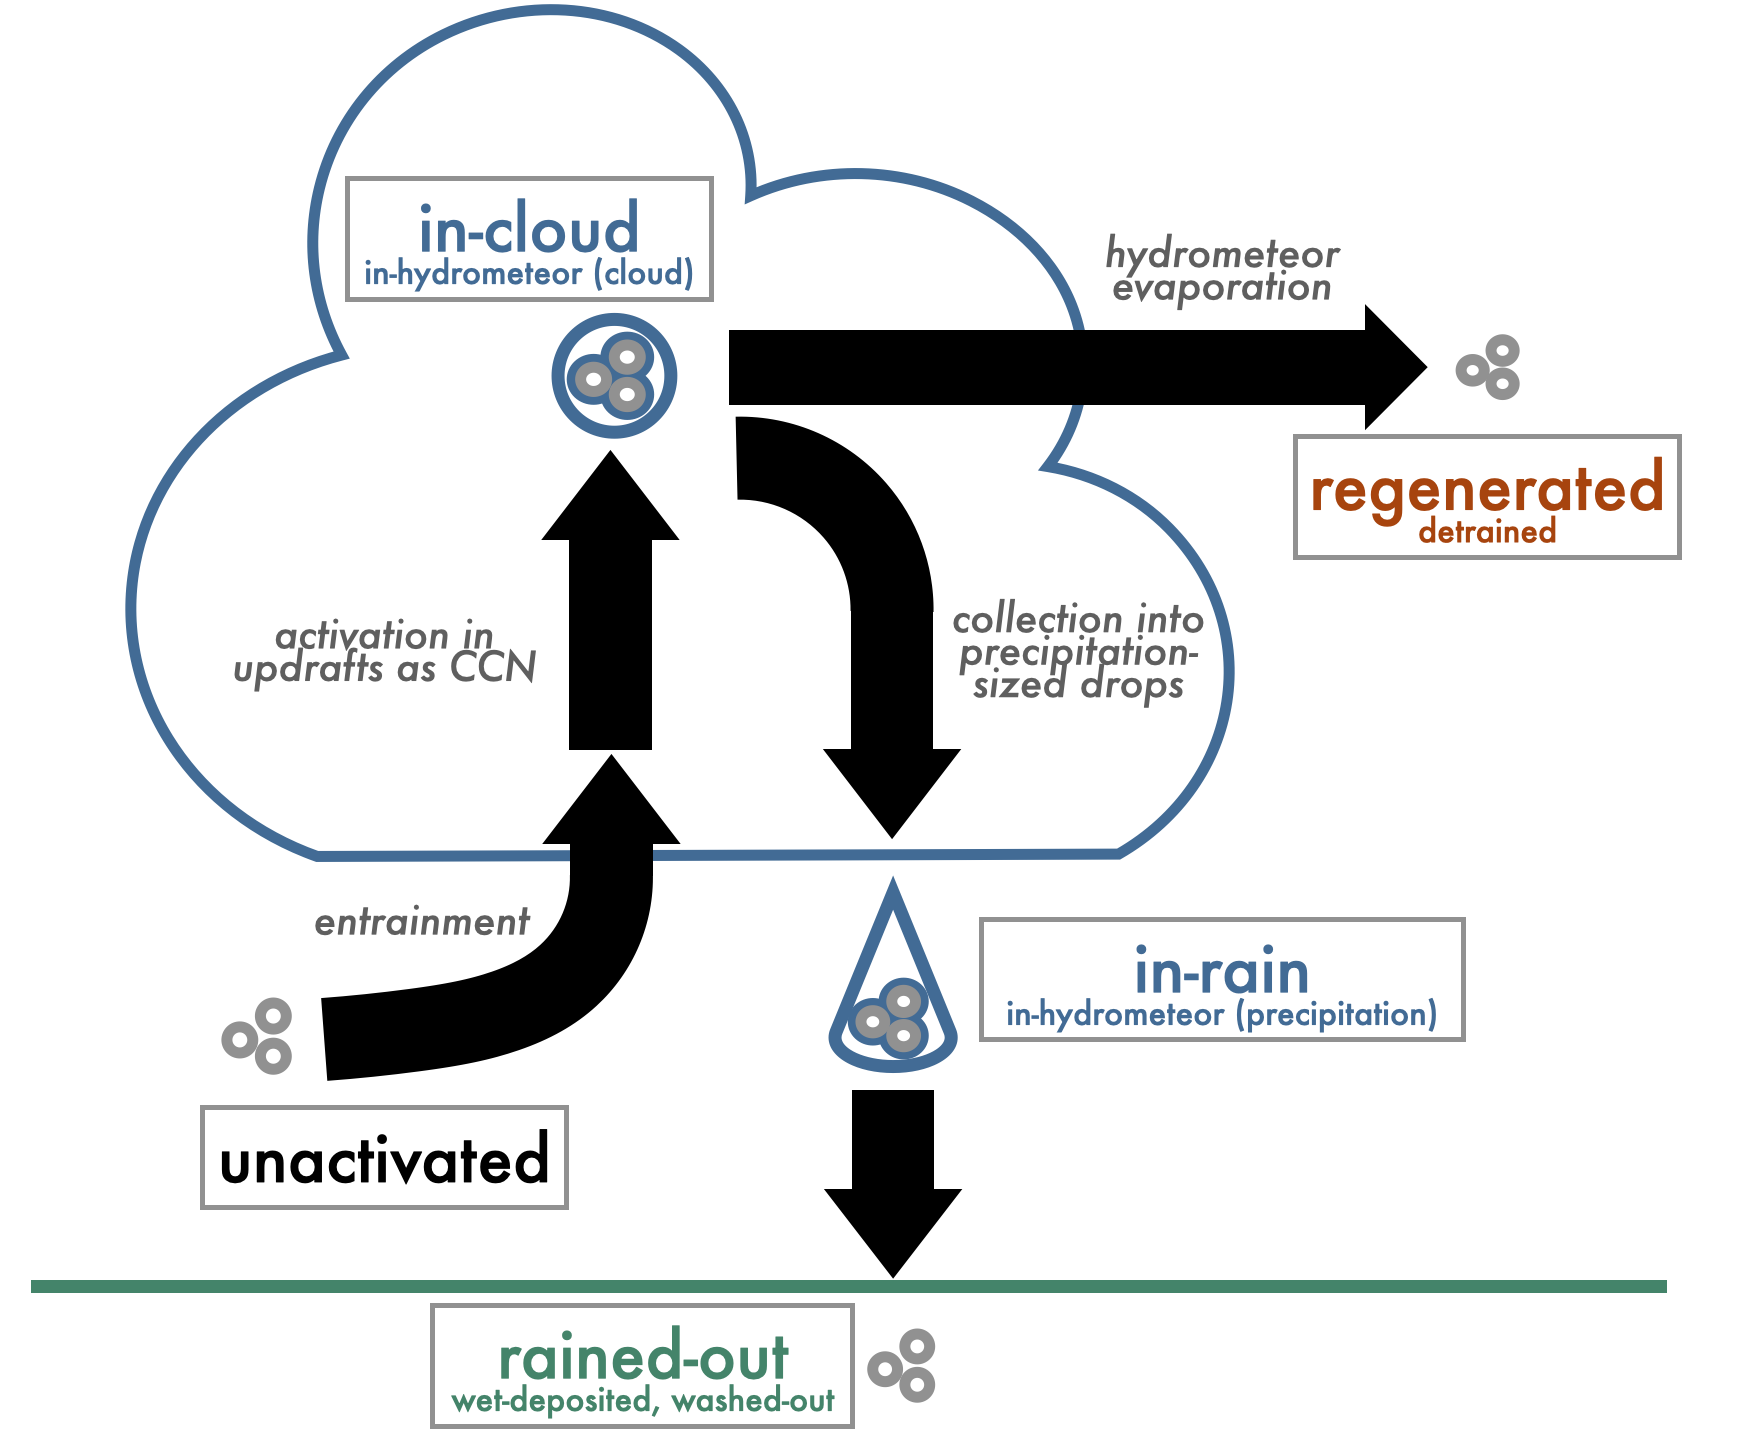 in-cloud
in-hydrometeor (cloud)
hydrometeor
evaporation
regenerated
detrained
activation in
updrafts as CCN
collection into
precipitation-
sized drops
entrainment
in-rain
in-hydrometeor (precipitation)
unactivated
rained-out
wet-deposited, washed-out